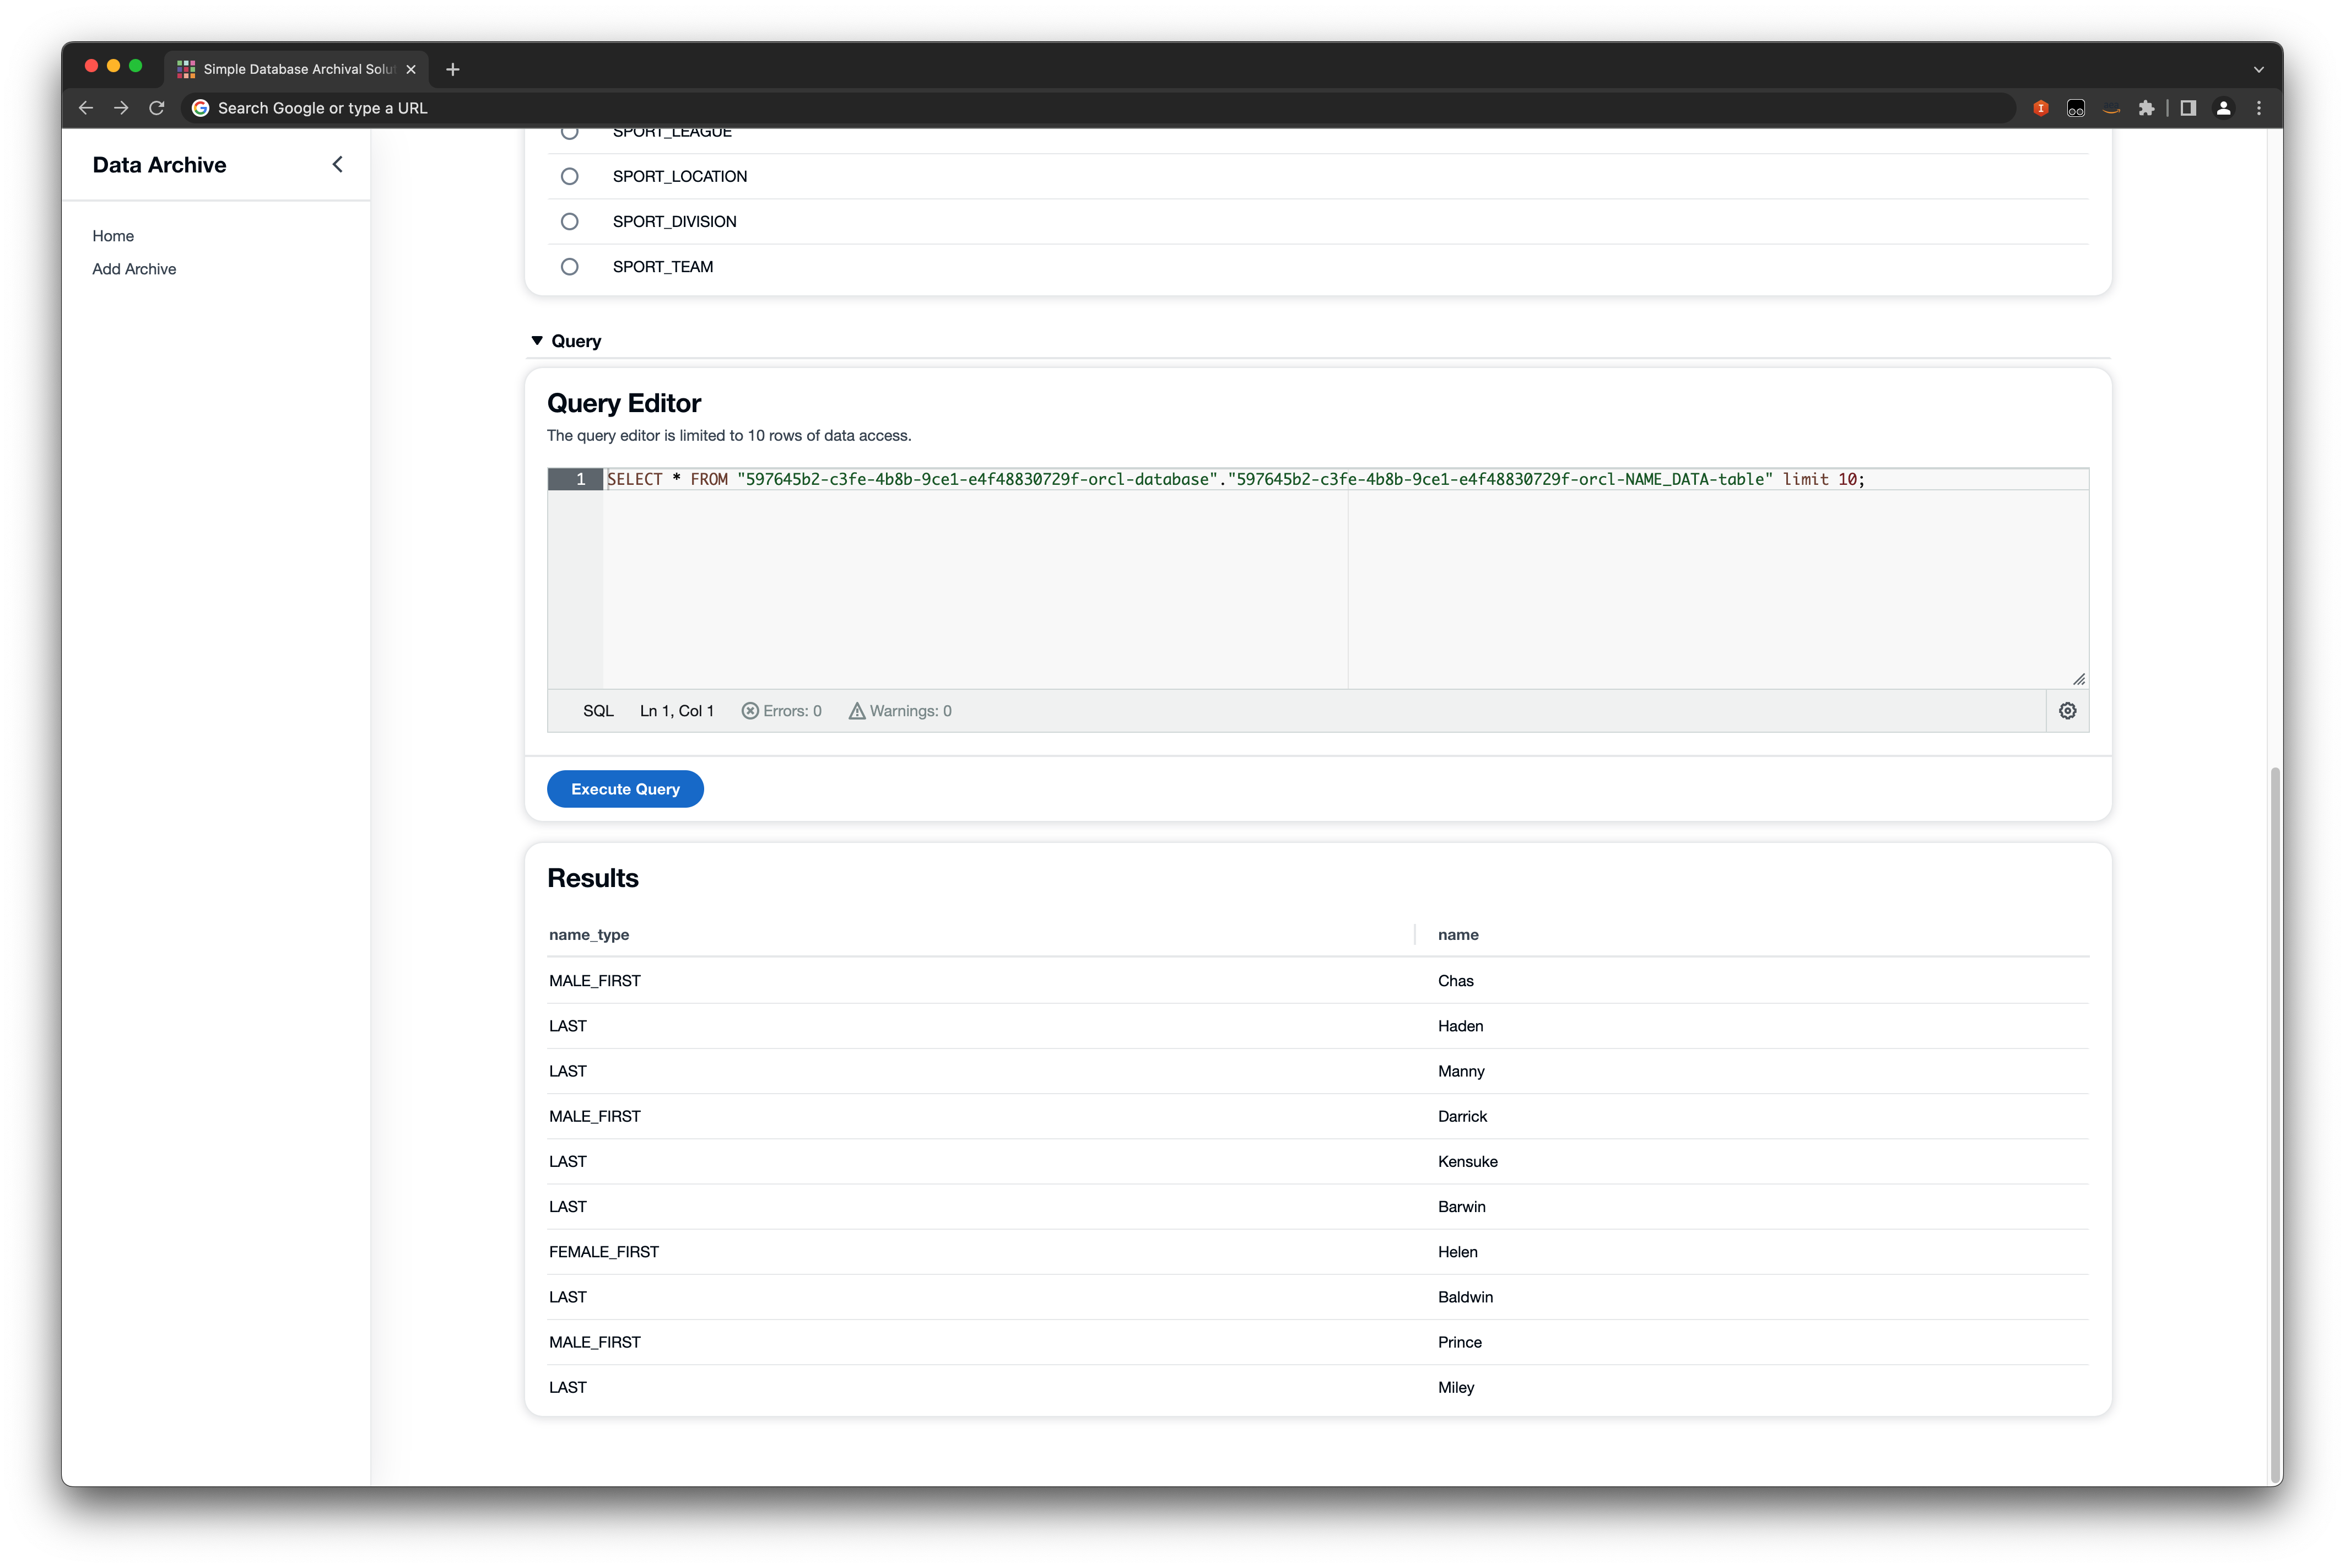 Simple Database Archival Solut
Search Google or type a URL
Data Archive
Home
Add Archive
SPORT_LEAGUE
SPORT_LOCATION
SPORT_DIVISION
SPORT_TEAM
Query
Query Editor
The query editor is limited to 10 rows of data access.
1 SELECT * FROM "597645b2-c3fe-4b8b-9ce1-e4f48830729f-orcl-database"."597645b2-c3fe-4b8b-9ce1-e4f48830729f-orcl-NAME_DATA-table" limit 10;
SQL Ln 1, Col 1 Errors: 0 Warnings: 0
Execute Query
Results
name_type name
MALE_FIRST Chas
LAST Haden
LAST Manny
MALE_FIRST Darrick
LAST Kensuke
LAST Barwin
FEMALE_FIRST Helen
LAST Baldwin
MALE_FIRST Prince
LAST Miley